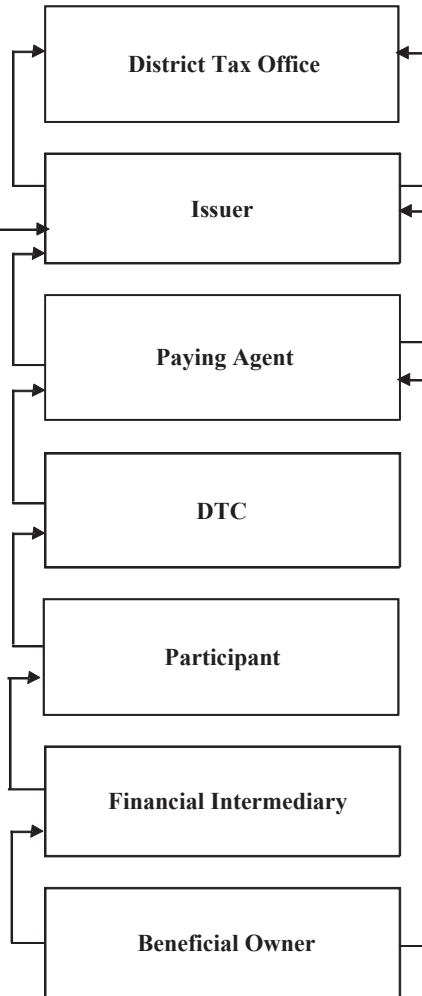 District Tax Office
Issuer
Paying Agent
DTC
Participant
Financial Intermediary
Beneficial Owner